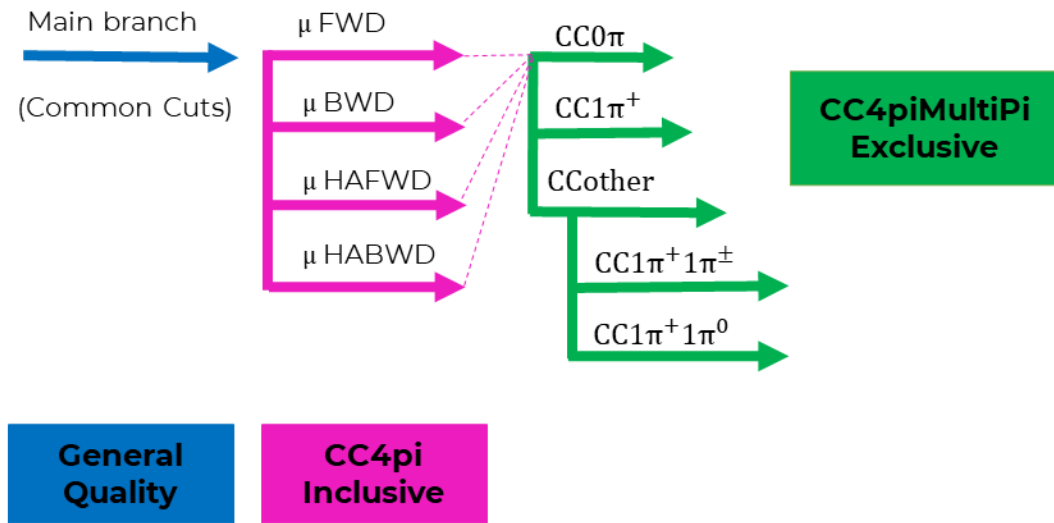 Main branch
(Common Cuts)
μ FWD
μ BWD
μ HAFWD
μ HABWD
CC0π
CC1π⁺
CCother
CC1π⁺1π±
CC1π⁺1π⁰
CC4piMultiPi
Exclusive
General
Quality
CC4pi
Inclusive